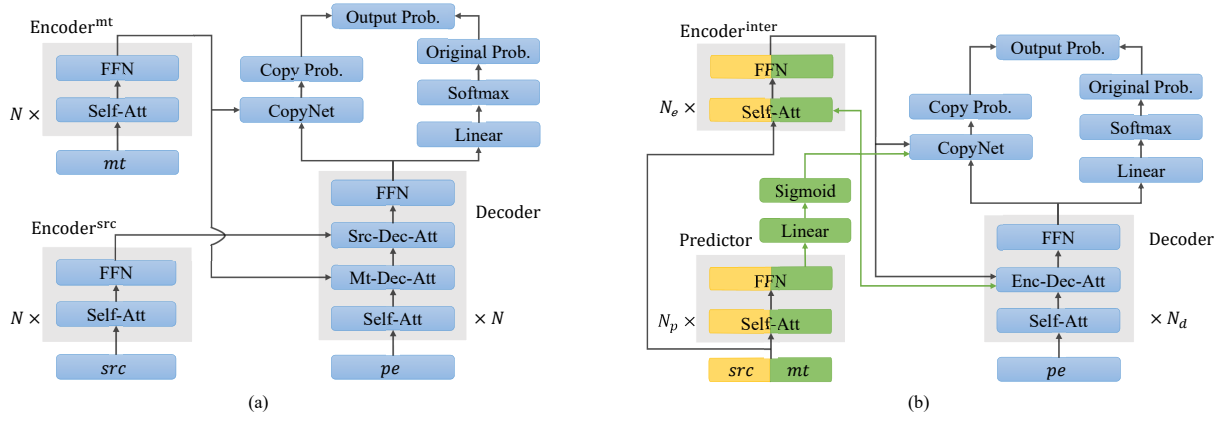 Encoder^mt
FFN
N ×
Self-Att
mt
Output Prob.
Original Prob.
Copy Prob.
Softmax
CopyNet
Linear
Encoder^src
FFN
N ×
Self-Att
src
FFN
Decoder
Src-Dec-Att
Mt-Dec-Att
Self-Att
× N
pe
(a)
Encoder^inter
FFN
N_e ×
Self-Att
Sigmoid
Linear
Predictor
FFN
N_p ×
Self-Att
src mt
Output Prob.
Original Prob.
Copy Prob.
Softmax
CopyNet
Linear
FFN
Decoder
Enc-Dec-Att
Self-Att
× N_d
pe
(b)